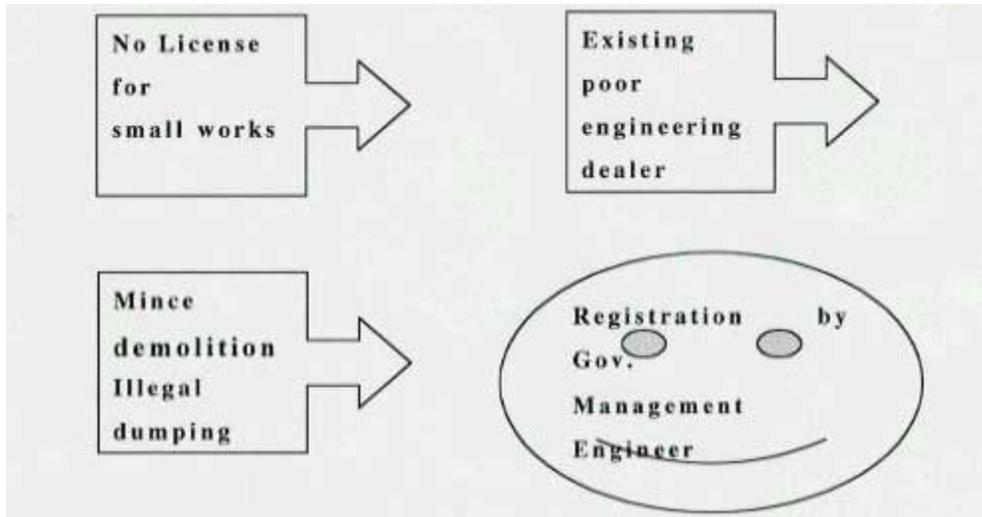 No License
for
small works
Existing
poor
engineering
dealer
Mince
demolition
Illegal
dumping
Registration by
Gov.
Management
Engineer